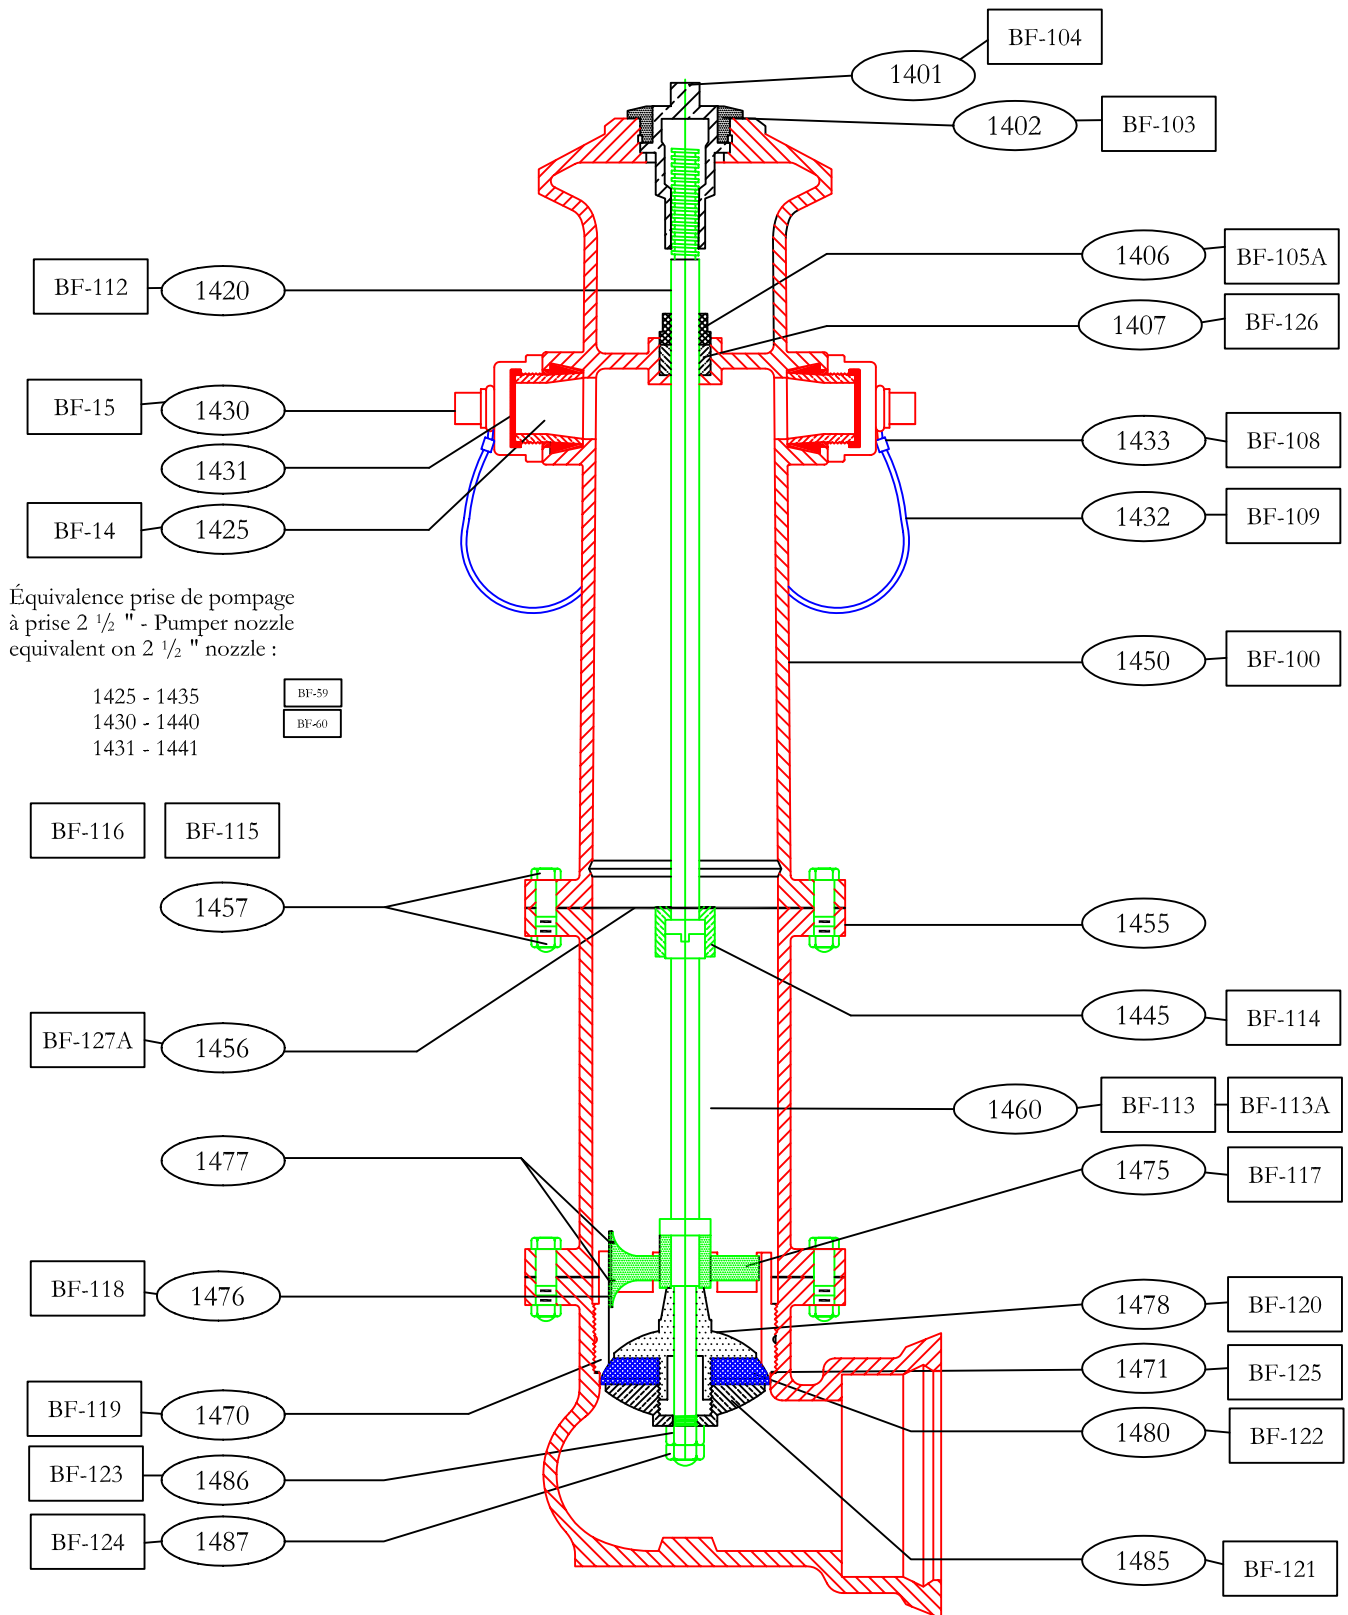 BF-104
1401
1402
BF-103
1406
BF-105A
BF-112
1420
1407
BF-126
BF-15
1430
1433
BF-108
1431
BF-14
1425
1432
BF-109
Équivalence prise de pompage
à prise 2 ½ " - Pumper nozzle
equivalent on 2 ½ " nozzle :
1425 - 1435
BF-59
1430 - 1440
BF-60
1431 - 1441
1450
BF-100
BF-116
BF-115
1457
1455
1445
BF-114
BF-127A
1456
1460
BF-113
BF-113A
1477
1475
BF-117
BF-118
1476
1478
BF-120
1471
BF-125
BF-119
1470
1480
BF-122
BF-123
1486
BF-124
1487
1485
BF-121